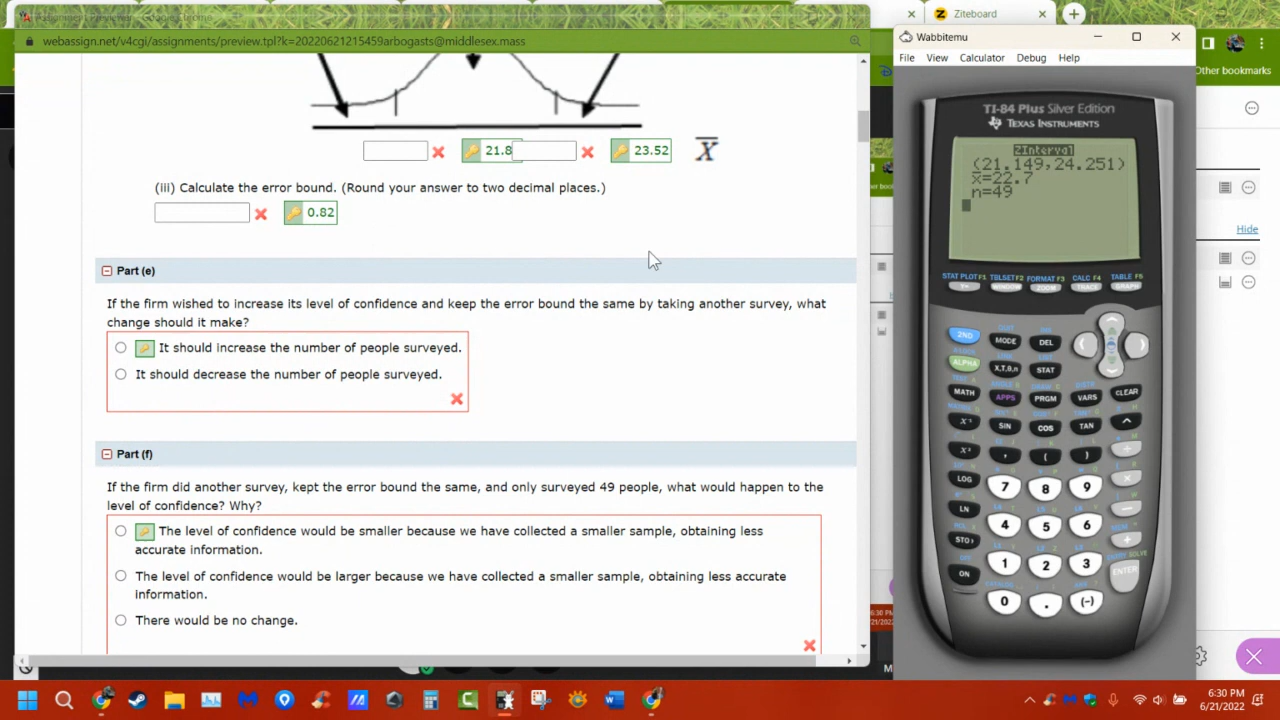 Ziteboard
webassign.net/v4cgi/assignments/preview.tpl?k=20220621215459arbogasts@middlesex.mass
Other bookmarks
21.8
23.52
X
(iii) Calculate the error bound. (Round your answer to two decimal places.)
0.82
Part (e)
If the firm wished to increase its level of confidence and keep the error bound the same by taking another survey, what
change should it make?
It should increase the number of people surveyed.
It should decrease the number of people surveyed.
Part (f)
If the firm did another survey, kept the error bound the same, and only surveyed 49 people, what would happen to the
level of confidence? Why?
The level of confidence would be smaller because we have collected a smaller sample, obtaining less
accurate information.
The level of confidence would be larger because we have collected a smaller sample, obtaining less accurate
information.
There would be no change.
Wabbitemu
File View Calculator Debug Help
TI-84 Plus Silver Edition
TEXAS INSTRUMENTS
ZInterval
(21.149,24.251)
x̄=22.7
n=49
STAT PLOT F1 TBLSET F2 FORMAT F3 CALC F4 TABLE F5
Y= WINDOW ZOOM TRACE GRAPH
2ND MODE DEL
ALPHA X,T,θ,n STAT
MATH APPS PRGM VARS CLEAR
SIN COS TAN ^
X² , ( )
LOG 7 8 9
LN 4 5 6
STO› 1 2 3
ON 0 . (-) ENTER
Hide
6:30 PM
6/21/2022